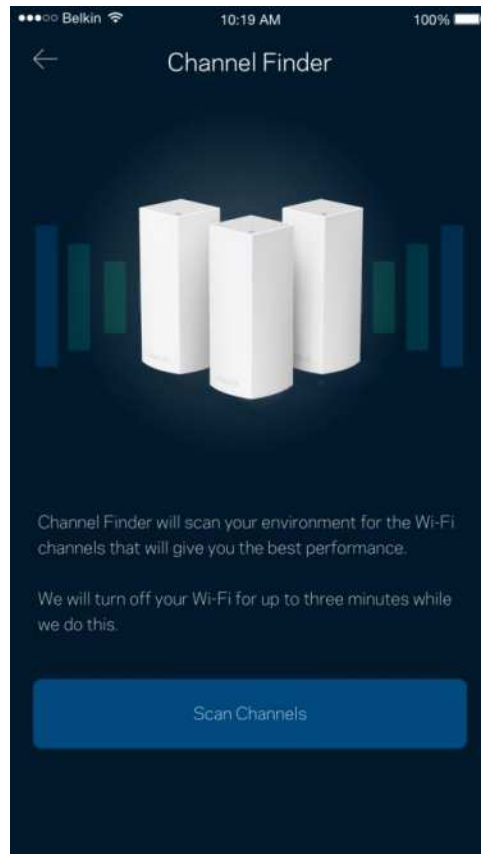 Belkin 10:19 AM 100%
Channel Finder
Channel Finder will scan your environment for the Wi-Fi
channels that will give you the best performance.
We will turn off your Wi-Fi for up to three minutes while
we do this.
Scan Channels